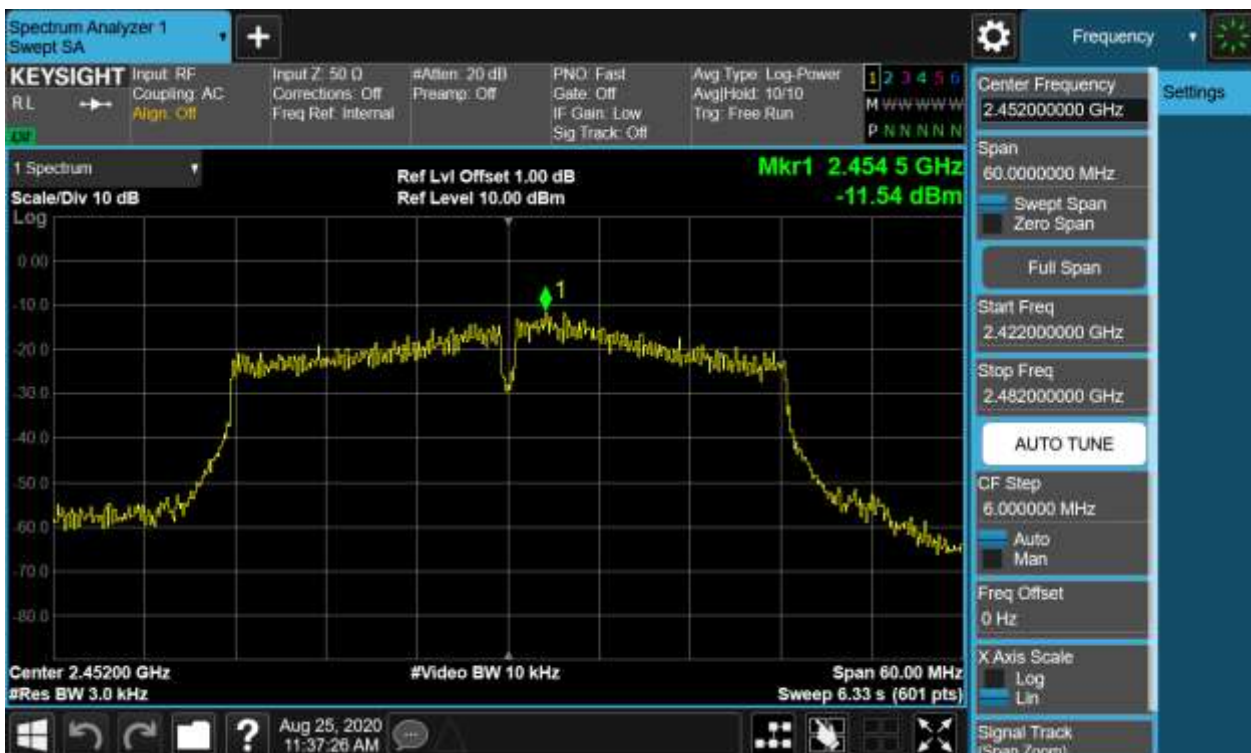 Spectrum Analyzer 1
Swept SA
+
Frequency
KEYSIGHT
RL
Input: RF
Coupling: AC
Align: Off
Input Z: 50 Ω
Corrections: Off
Freq Ref: Internal
#Atten: 20 dB
Preamp: Off
PNO: Fast
Gate: Off
IF Gain: Low
Sig Track: Off
Avg Type: Log-Power
Avg|Hold: 10/10
Trig: Free Run
1 2 3 4 5 6
M W W W W W
P N N N N N
1 Spectrum
Scale/Div 10 dB
Log
Ref Lvl Offset 1.00 dB
Ref Level 10.00 dBm
Mkr1 2.454 5 GHz
-11.54 dBm
0.00
-10.0
-20.0
-30.0
-40.0
-50.0
-60.0
-70.0
-80.0
1
Center 2.45200 GHz
#Res BW 3.0 kHz
#Video BW 10 kHz
Span 60.00 MHz
Sweep 6.33 s (601 pts)
?
Aug 25, 2020
11:37:26 AM
Center Frequency
2.452000000 GHz
Span
60.0000000 MHz
Swept Span
Zero Span
Full Span
Start Freq
2.422000000 GHz
Stop Freq
2.482000000 GHz
AUTO TUNE
CF Step
6.000000 MHz
Auto
Man
Freq Offset
0 Hz
X Axis Scale
Log
Lin
Signal Track
(Span Zoom)
Settings